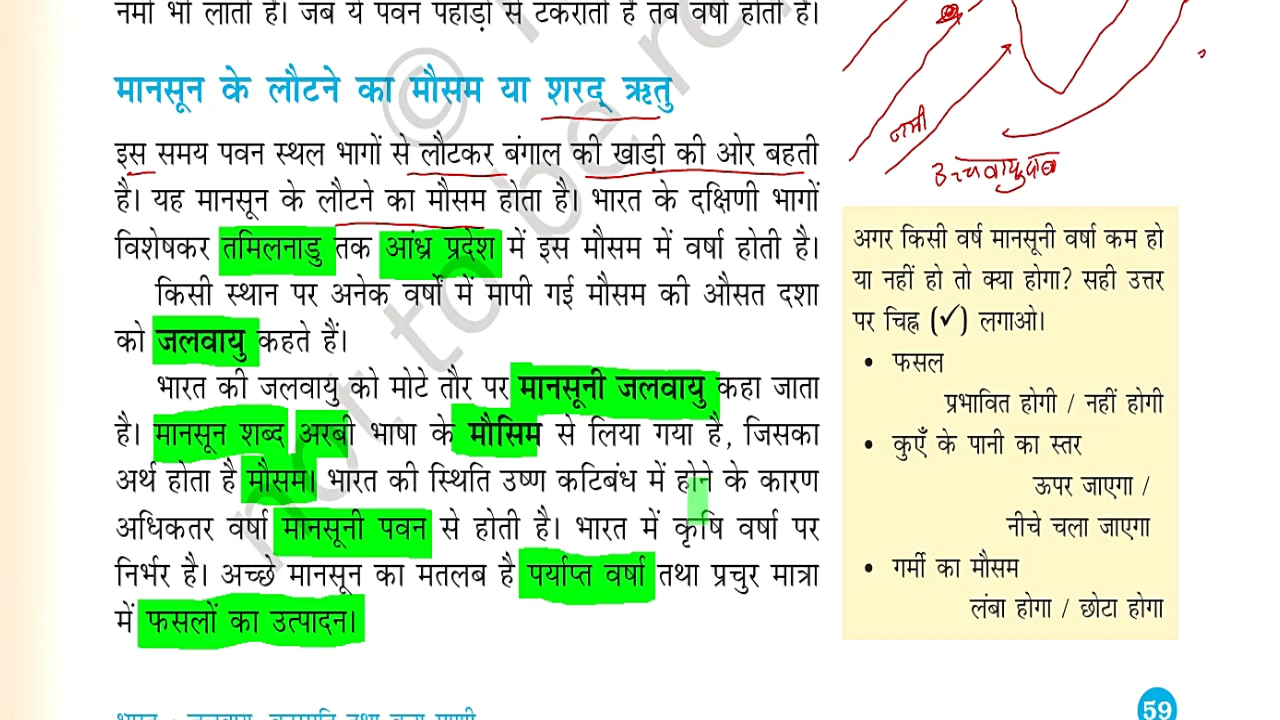 नमी भी लाती हैं। जब ये पवन पहाड़ों से टकराती हैं तब वर्षा होती है।
मानसून के लौटने का मौसम या शरद् ऋतु
इस समय पवन स्थल भागों से लौटकर बंगाल की खाड़ी की ओर बहती
है। यह मानसून के लौटने का मौसम होता है। भारत के दक्षिणी भागों
विशेषकर तमिलनाडु तक आंध्र प्रदेश में इस मौसम में वर्षा होती है।
किसी स्थान पर अनेक वर्षों में मापी गई मौसम की औसत दशा
को जलवायु कहते हैं।
भारत की जलवायु को मोटे तौर पर मानसूनी जलवायु कहा जाता
है। मानसून शब्द अरबी भाषा के मौसिम से लिया गया है, जिसका
अर्थ होता है मौसम। भारत की स्थिति उष्ण कटिबंध में होने के कारण
अधिकतर वर्षा मानसूनी पवन से होती है। भारत में कृषि वर्षा पर
निर्भर है। अच्छे मानसून का मतलब है पर्याप्त वर्षा तथा प्रचुर मात्रा
में फसलों का उत्पादन।
नमी
अगर किसी वर्ष मानसूनी वर्षा कम हो
या नहीं हो तो क्या होगा? सही उत्तर
पर चिह्न (✓) लगाओ।
• फसल
प्रभावित होगी / नहीं होगी
• कुएँ के पानी का स्तर
ऊपर जाएगा /
नीचे चला जाएगा
• गर्मी का मौसम
लंबा होगा / छोटा होगा
59
© not to be re